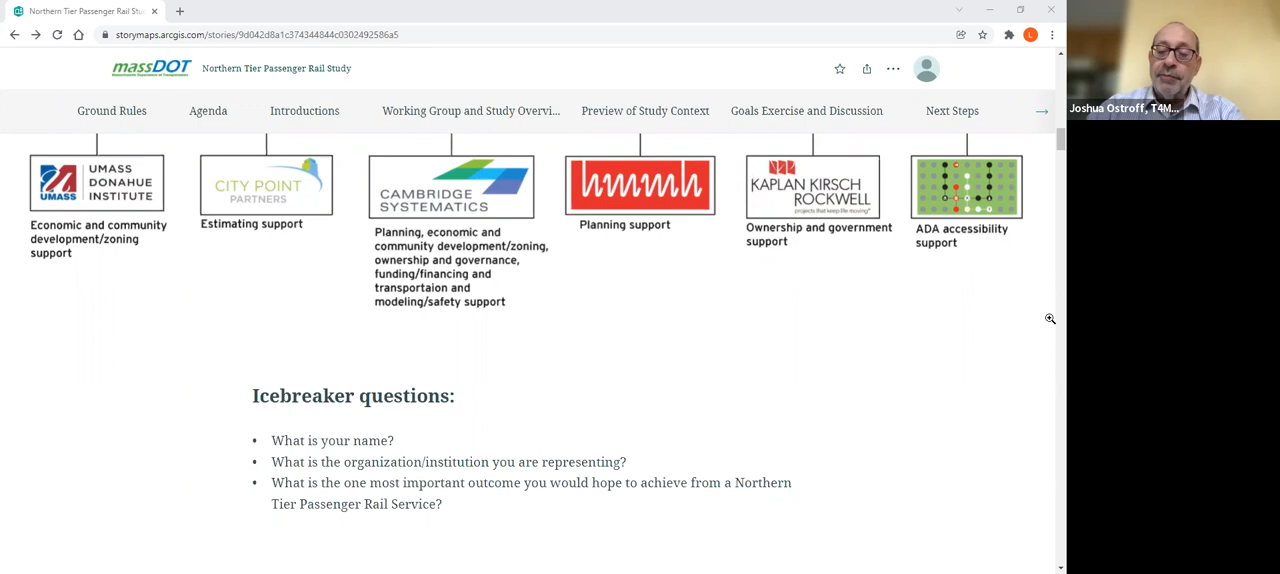 Northern Tier Passenger Rail Stu
storymaps.arcgis.com/stories/9d042d8a1c374344844c0302492586a5
L
massDOT
Northern Tier Passenger Rail Study
Ground Rules
Agenda
Introductions
Working Group and Study Overvi...
Preview of Study Context
Goals Exercise and Discussion
Next Steps
Joshua Ostroff, T4M...
UMASS
UMASS
DONAHUE
INSTITUTE
Economic and community
development/zoning
support
CITY POINT
PARTNERS
Estimating support
CAMBRIDGE
SYSTEMATICS
Planning, economic and
community development/zoning,
ownership and governance,
funding/financing and
transportaion and
modeling/safety support
hmmh
Planning support
KAPLAN KIRSCH
ROCKWELL
projects that keep life moving
Ownership and government
support
ADA accessibility
support
Icebreaker questions:
• What is your name?
• What is the organization/institution you are representing?
• What is the one most important outcome you would hope to achieve from a Northern
Tier Passenger Rail Service?